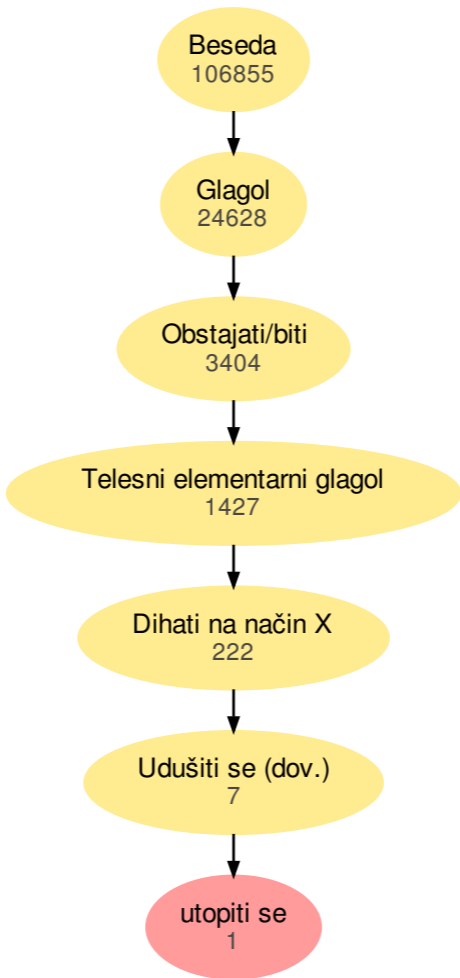 Beseda
106855
Glagol
24628
Obstajati/biti
3404
Telesni elementarni glagol
1427
Dihati na način X
222
Udušiti se (dov.)
7
utopiti se
1